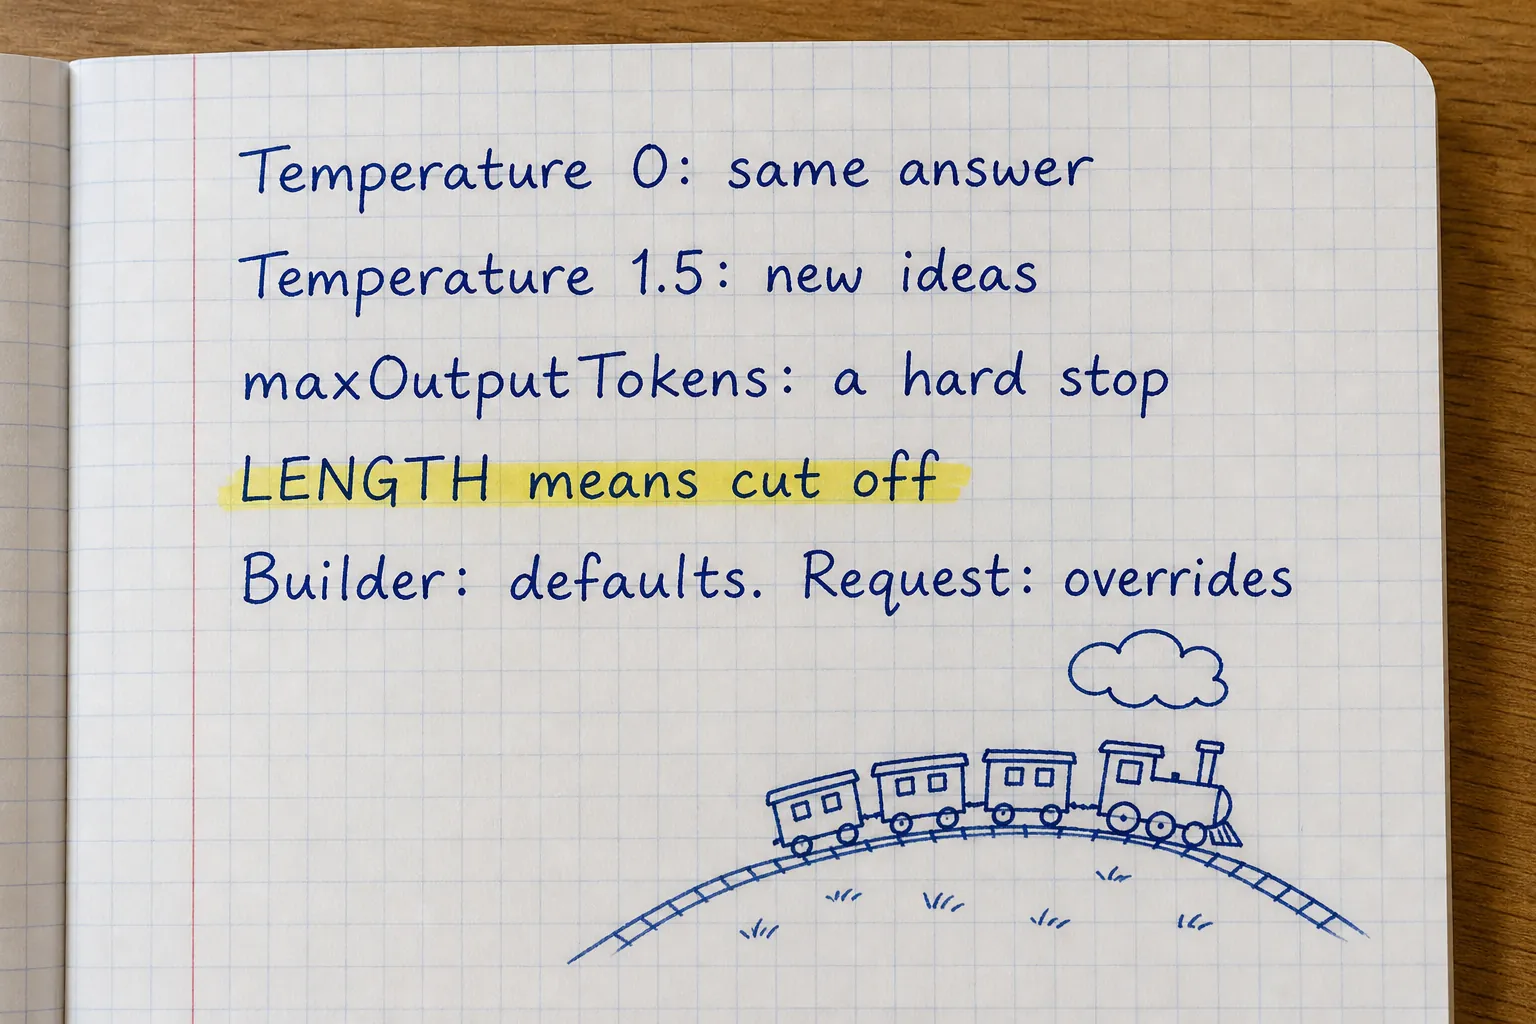 Temperature 0: same answer
Temperature 1.5: new ideas
maxOutputTokens: a hard stop
LENGTH means cut off
Builder: defaults. Request: overrides